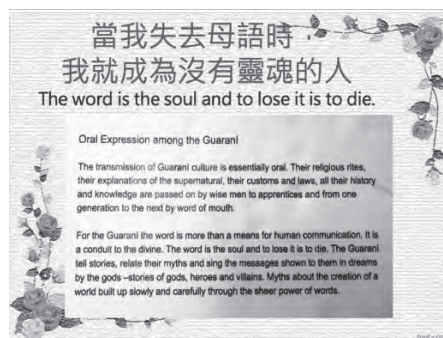 當我失去母語時
我就成為沒有靈魂的人
The word is the soul and to lose it is to die.
Oral Expression among the Guaraní
The transmission of Guaraní culture is essentially oral. Their religious rites,
their explanations of the supernatural, their customs and laws, all their history
and knowledge are passed on by wise men to apprentices and from one
generation to the next by word of mouth.
For the Guaraní the word is more than a means for human communication. It is
a conduit to the divine. The word is the soul and to lose it is to die. The Guaraní
tell stories, relate their myths and sing the messages shown to them in dreams
by the gods –stories of gods, heroes and villains. Myths about the creation of a
world built up slowly and carefully through the sheer power of words.